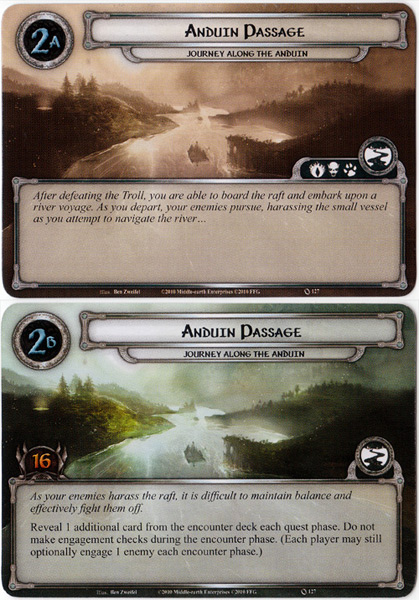 2A
ANDUIN PASSAGE
JOURNEY ALONG THE ANDUIN
After defeating the Troll, you are able to board the raft and embark upon a
river voyage. As you depart, your enemies pursue, harassing the small vessel
as you attempt to navigate the river…
Illus. Ben Zweifel ©2010 Middle-earth Enterprises ©2010 FFG 127
2B
ANDUIN PASSAGE
JOURNEY ALONG THE ANDUIN
16
As your enemies harass the raft, it is difficult to maintain balance and
effectively fight them off.
Reveal 1 additional card from the encounter deck each quest phase. Do not
make engagement checks during the encounter phase. (Each player may still
optionally engage 1 enemy each encounter phase.)
Illus. Ben Zweifel ©2010 Middle-earth Enterprises ©2010 FFG 127